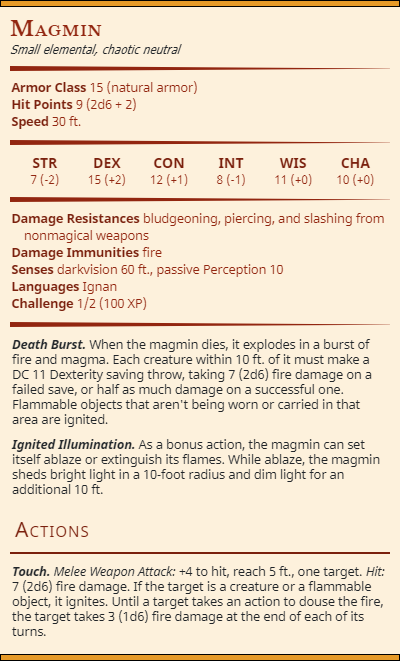 Magmin
Small elemental, chaotic neutral
Armor Class 15 (natural armor)
Hit Points 9 (2d6 + 2)
Speed 30 ft.
STR DEX CON INT WIS CHA
7 (-2) 15 (+2) 12 (+1) 8 (-1) 11 (+0) 10 (+0)
Damage Resistances bludgeoning, piercing, and slashing from
nonmagical weapons
Damage Immunities fire
Senses darkvision 60 ft., passive Perception 10
Languages Ignan
Challenge 1/2 (100 XP)
Death Burst. When the magmin dies, it explodes in a burst of
fire and magma. Each creature within 10 ft. of it must make a
DC 11 Dexterity saving throw, taking 7 (2d6) fire damage on a
failed save, or half as much damage on a successful one.
Flammable objects that aren't being worn or carried in that
area are ignited.
Ignited Illumination. As a bonus action, the magmin can set
itself ablaze or extinguish its flames. While ablaze, the magmin
sheds bright light in a 10-foot radius and dim light for an
additional 10 ft.
Actions
Touch. Melee Weapon Attack: +4 to hit, reach 5 ft., one target. Hit:
7 (2d6) fire damage. If the target is a creature or a flammable
object, it ignites. Until a target takes an action to douse the fire,
the target takes 3 (1d6) fire damage at the end of each of its
turns.